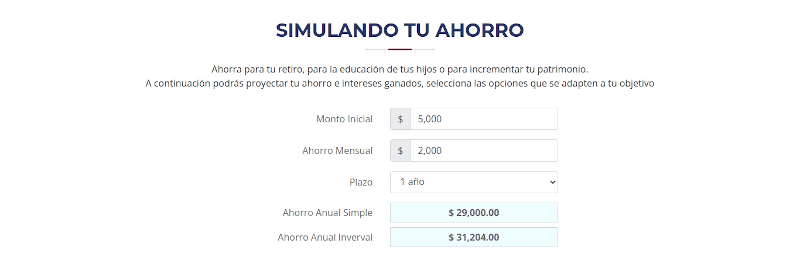 SIMULANDO TU AHORRO
Ahorra para tu retiro, para la educación de tus hijos o para incrementar tu patrimonio.
A continuación podrás proyectar tu ahorro e intereses ganados, selecciona las opciones que se adapten a tu objetivo
Monto Inicial $ 5,000
Ahorro Mensual $ 2,000
Plazo 1 año
Ahorro Anual Simple $ 29,000.00
Ahorro Anual Inverval $ 31,204.00